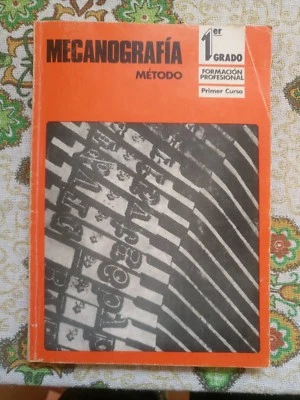 MECANOGRAFÍA
MÉTODO
1er
GRADO
FORMACIÓN
PROFESIONAL
Primer Curso